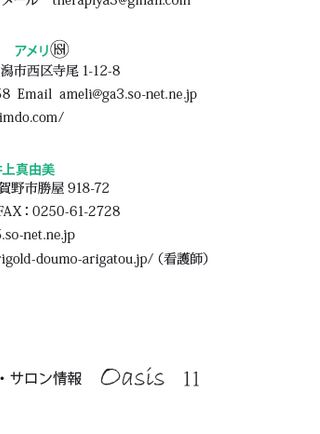 メール therapiya3@gmail.com
アメリ
潟市西区寺尾 1-12-8
58 Email ameli@ga3.so-net.ne.jp
imdo.com/
井上真由美
賀野市勝屋 918-72
FAX：0250-61-2728
.so-net.ne.jp
rigold-doumo-arigatou.jp/（看護師）
・サロン情報 Oasis 11